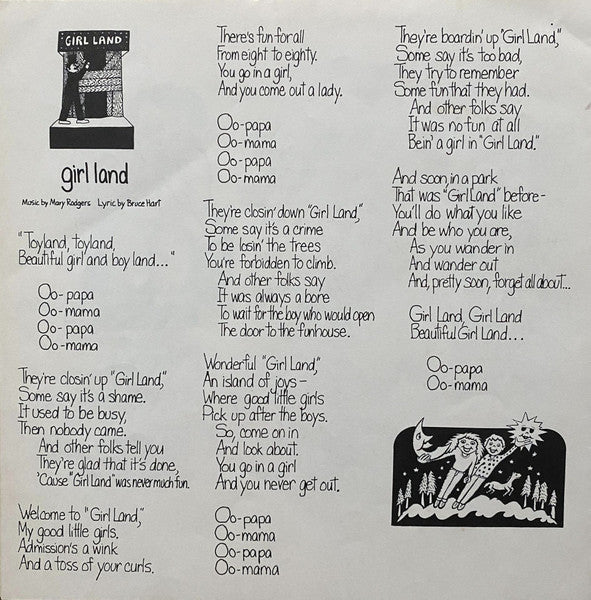 GIRL LAND
girl land
Music by Mary Rodgers Lyric by Bruce Hart
"Toyland, toyland,
Beautiful girl and boy land..."
Oo-papa
Oo-mama
Oo-papa
Oo-mama
They're closin' up "Girl Land,"
Some say it's a shame.
It used to be busy,
Then nobody came.
And other folks tell you
They're glad that it's done,
'Cause "Girl Land" was never much fun.
Welcome to "Girl Land,"
My good little girls.
Admission's a wink
And a toss of your curls.
There's fun for all
From eight to eighty.
You go in a girl,
And you come out a lady.
Oo-papa
Oo-mama
Oo-papa
Oo-mama
They're closin' down "Girl Land,"
Some say it's a crime
To be losin' the trees
You're forbidden to climb.
And other folks say
It was always a bore
To wait for the boy who would open
The door to the funhouse.
Wonderful "Girl Land,"
An island of joys—
Where good little girls
Pick up after the boys.
So, come on in
And look about.
You go in a girl
And you never get out.
Oo-papa
Oo-mama
Oo-papa
Oo-mama
They're boardin' up "Girl Land,"
Some say it's too bad,
They try to remember
Some fun that they had.
And other folks say
It was no fun at all
Bein' a girl in "Girl Land."
And soon, in a park
That was "Girl Land" before-
You'll do what you like
And be who you are,
As you wander in
And wander out
And, pretty soon, forget all about...
Girl Land, Girl Land
Beautiful Girl Land...
Oo-papa
Oo-mama